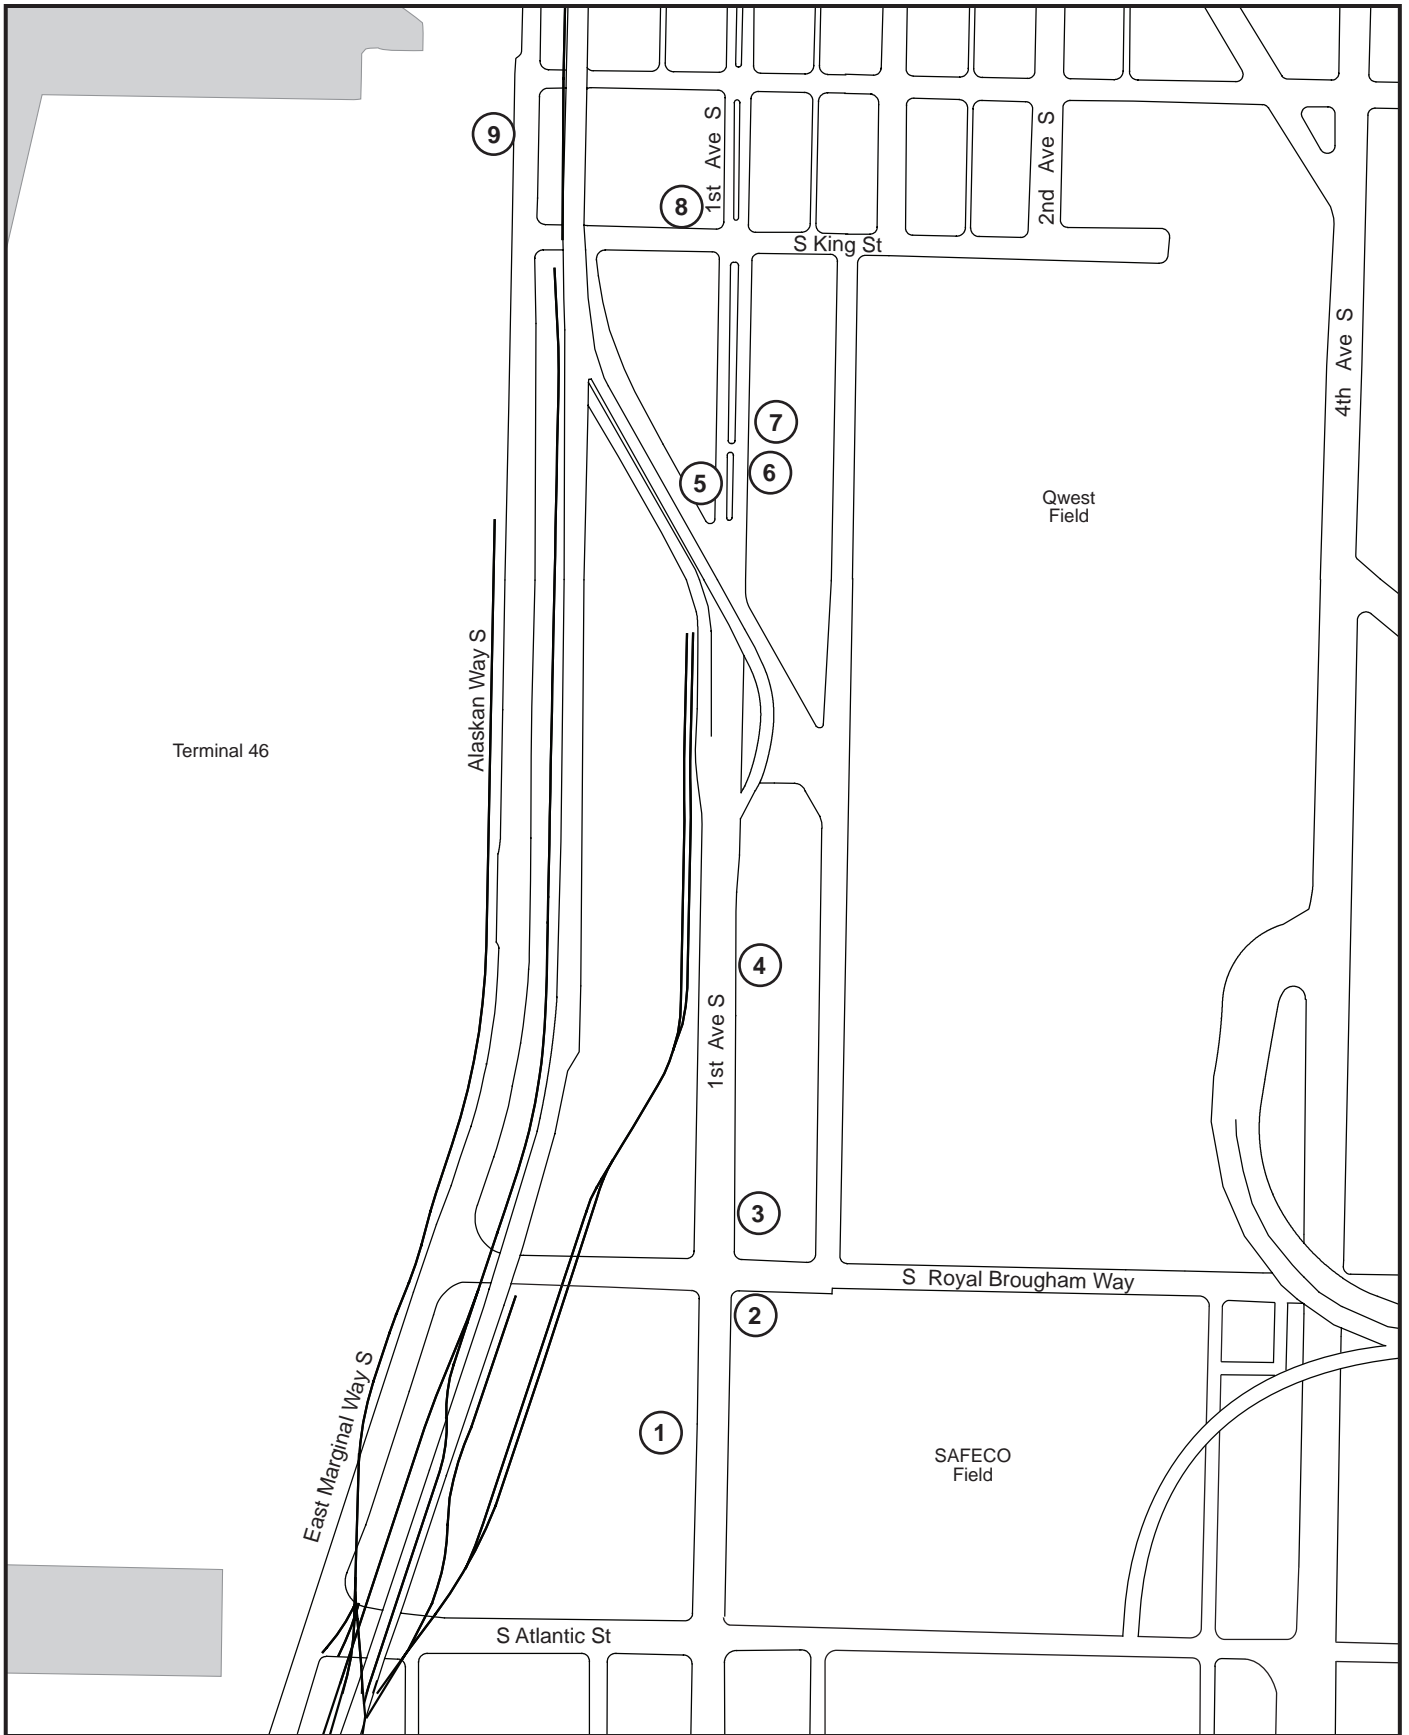 9
1st Ave S
2nd Ave S
8
S King St
4th Ave S
7
6
5
Qwest
Field
Alaskan Way S
Terminal 46
4
1st Ave S
3
S Royal Brougham Way
2
East Marginal Way S
1
SAFECO
Field
S Atlantic St